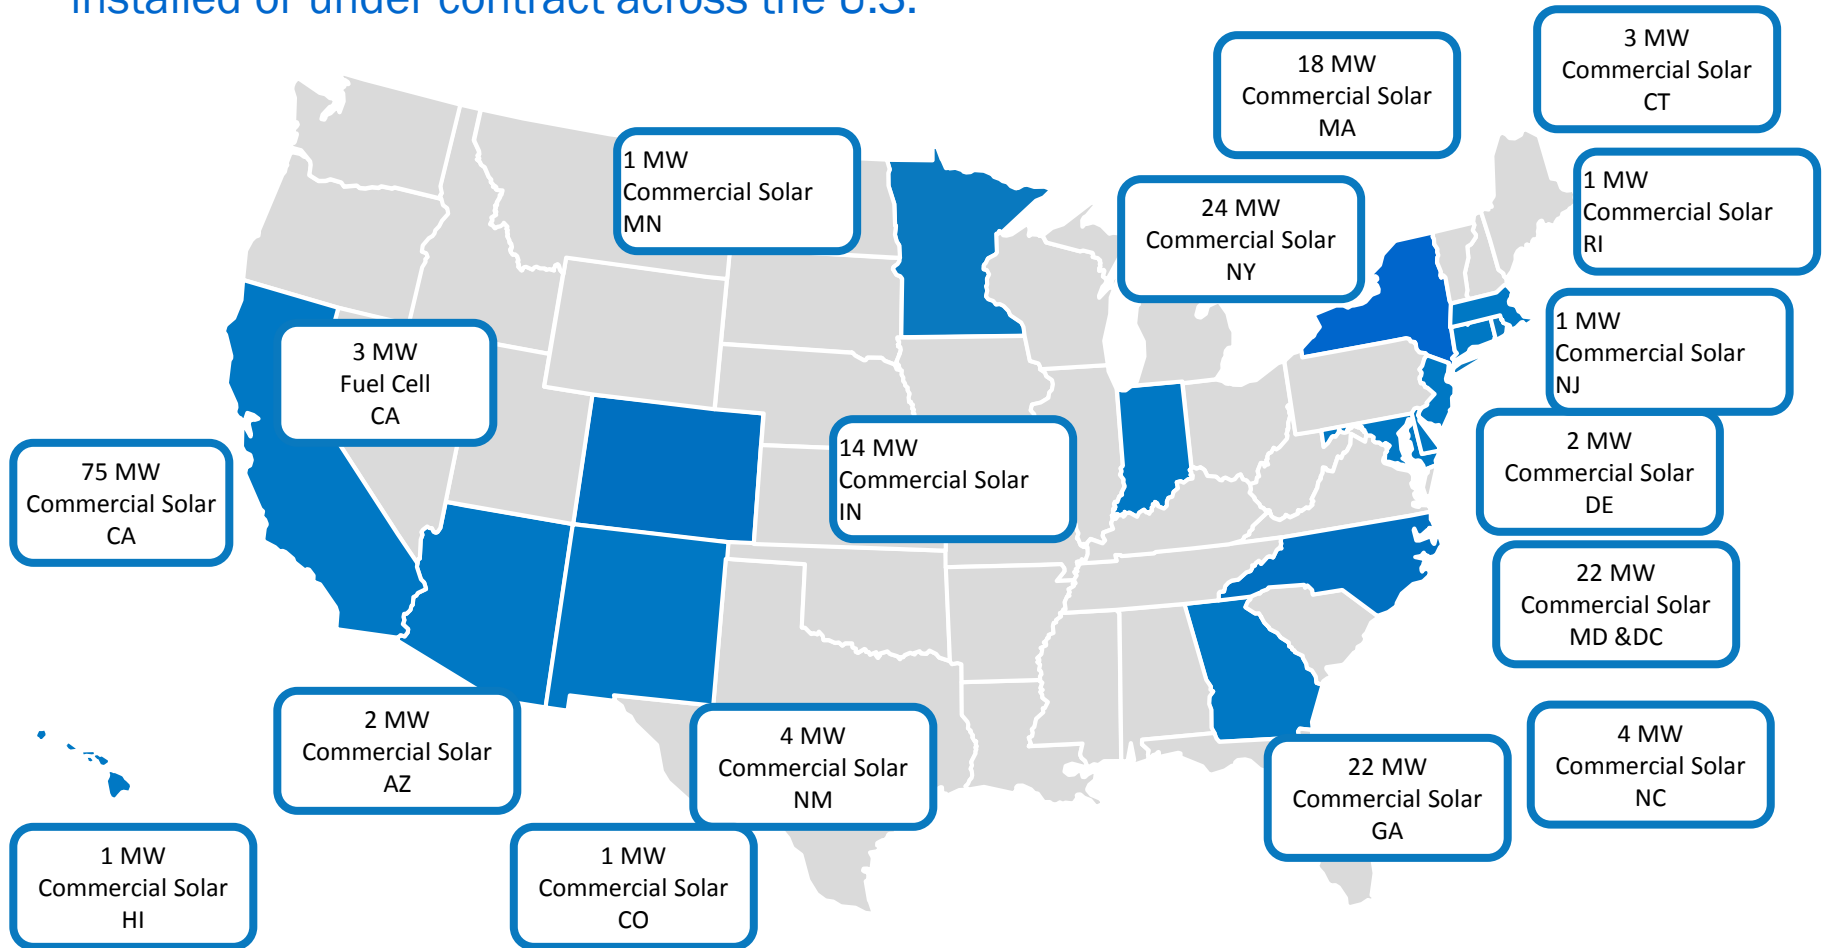 installed or under contract across the U.S.
3 MW
Commercial Solar
CT
18 MW
Commercial Solar
MA
1 MW
Commercial Solar
MN
1 MW
Commercial Solar
RI
24 MW
Commercial Solar
NY
1 MW
Commercial Solar
NJ
3 MW
Fuel Cell
CA
14 MW
Commercial Solar
IN
2 MW
Commercial Solar
DE
75 MW
Commercial Solar
CA
22 MW
Commercial Solar
MD &DC
2 MW
Commercial Solar
AZ
4 MW
Commercial Solar
NM
22 MW
Commercial Solar
GA
4 MW
Commercial Solar
NC
1 MW
Commercial Solar
HI
1 MW
Commercial Solar
CO